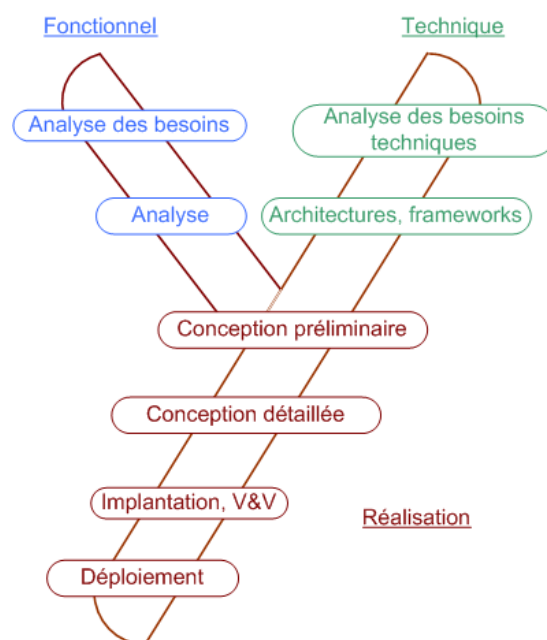 Fonctionnel
Technique
Analyse des besoins
Analyse des besoins
techniques
Analyse
Architectures, frameworks
Conception préliminaire
Conception détaillée
Implantation, V&V
Réalisation
Déploiement